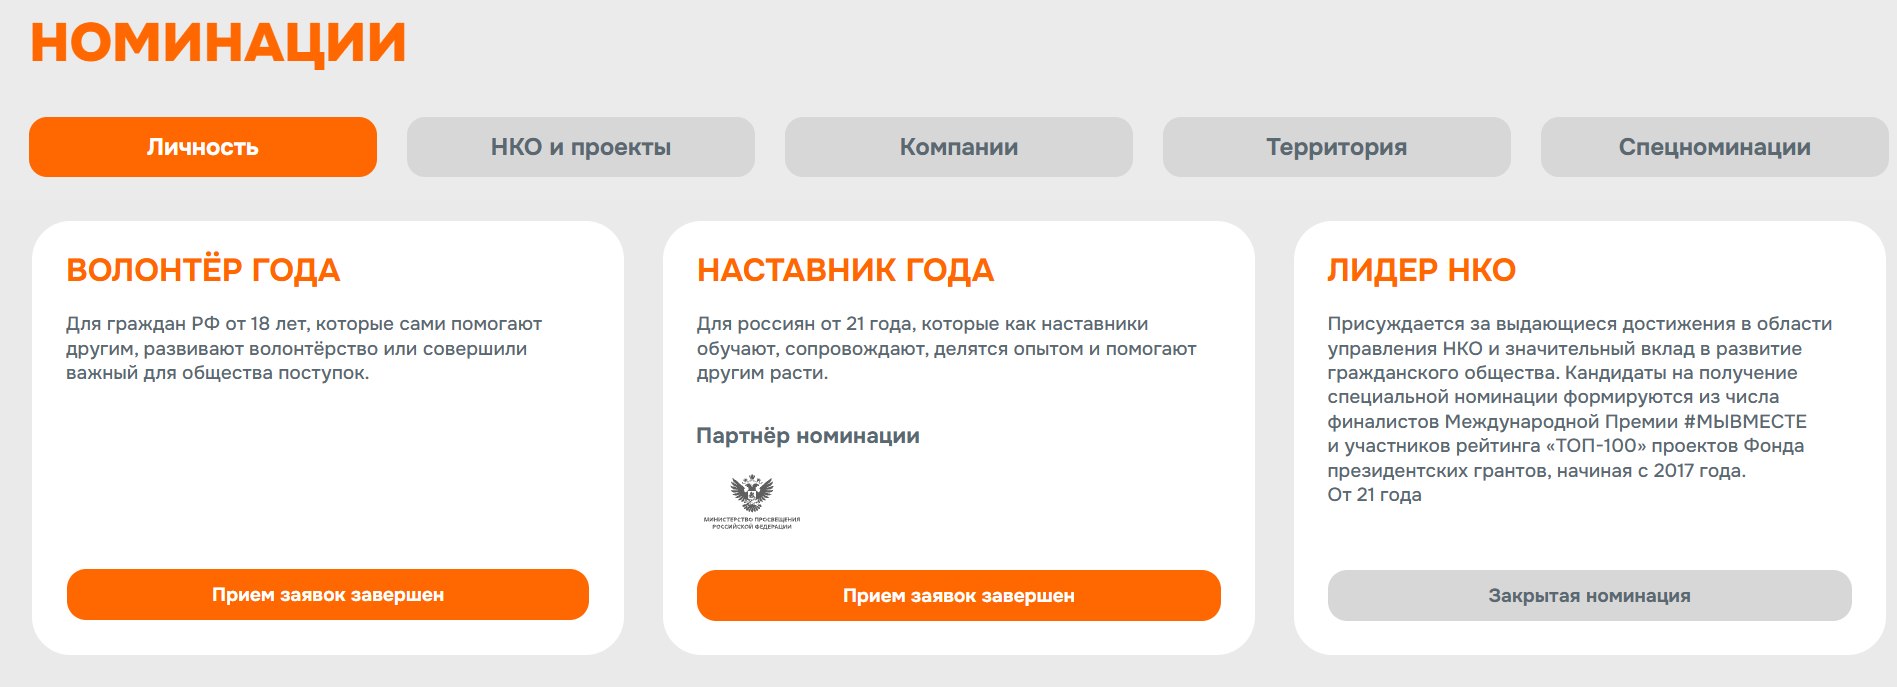 НОМИНАЦИИ
Личность
НКО и проекты
Компании
Территория
Спецноминации
ВОЛОНТЁР ГОДА
Для граждан РФ от 18 лет, которые сами помогают
другим, развивают волонтёрство или совершили
важный для общества поступок.
Прием заявок завершен
НАСТАВНИК ГОДА
Для россиян от 21 года, которые как наставники
обучают, сопровождают, делятся опытом и помогают
другим расти.
Партнёр номинации
МИНИСТЕРСТВО ПРОСВЕЩЕНИЯ
РОССИЙСКОЙ ФЕДЕРАЦИИ
Прием заявок завершен
ЛИДЕР НКО
Присуждается за выдающиеся достижения в области
управления НКО и значительный вклад в развитие
гражданского общества. Кандидаты на получение
специальной номинации формируются из числа
финалистов Международной Премии #МЫВМЕСТЕ
и участников рейтинга «ТОП-100» проектов Фонда
президентских грантов, начиная с 2017 года.
От 21 года
Закрытая номинация